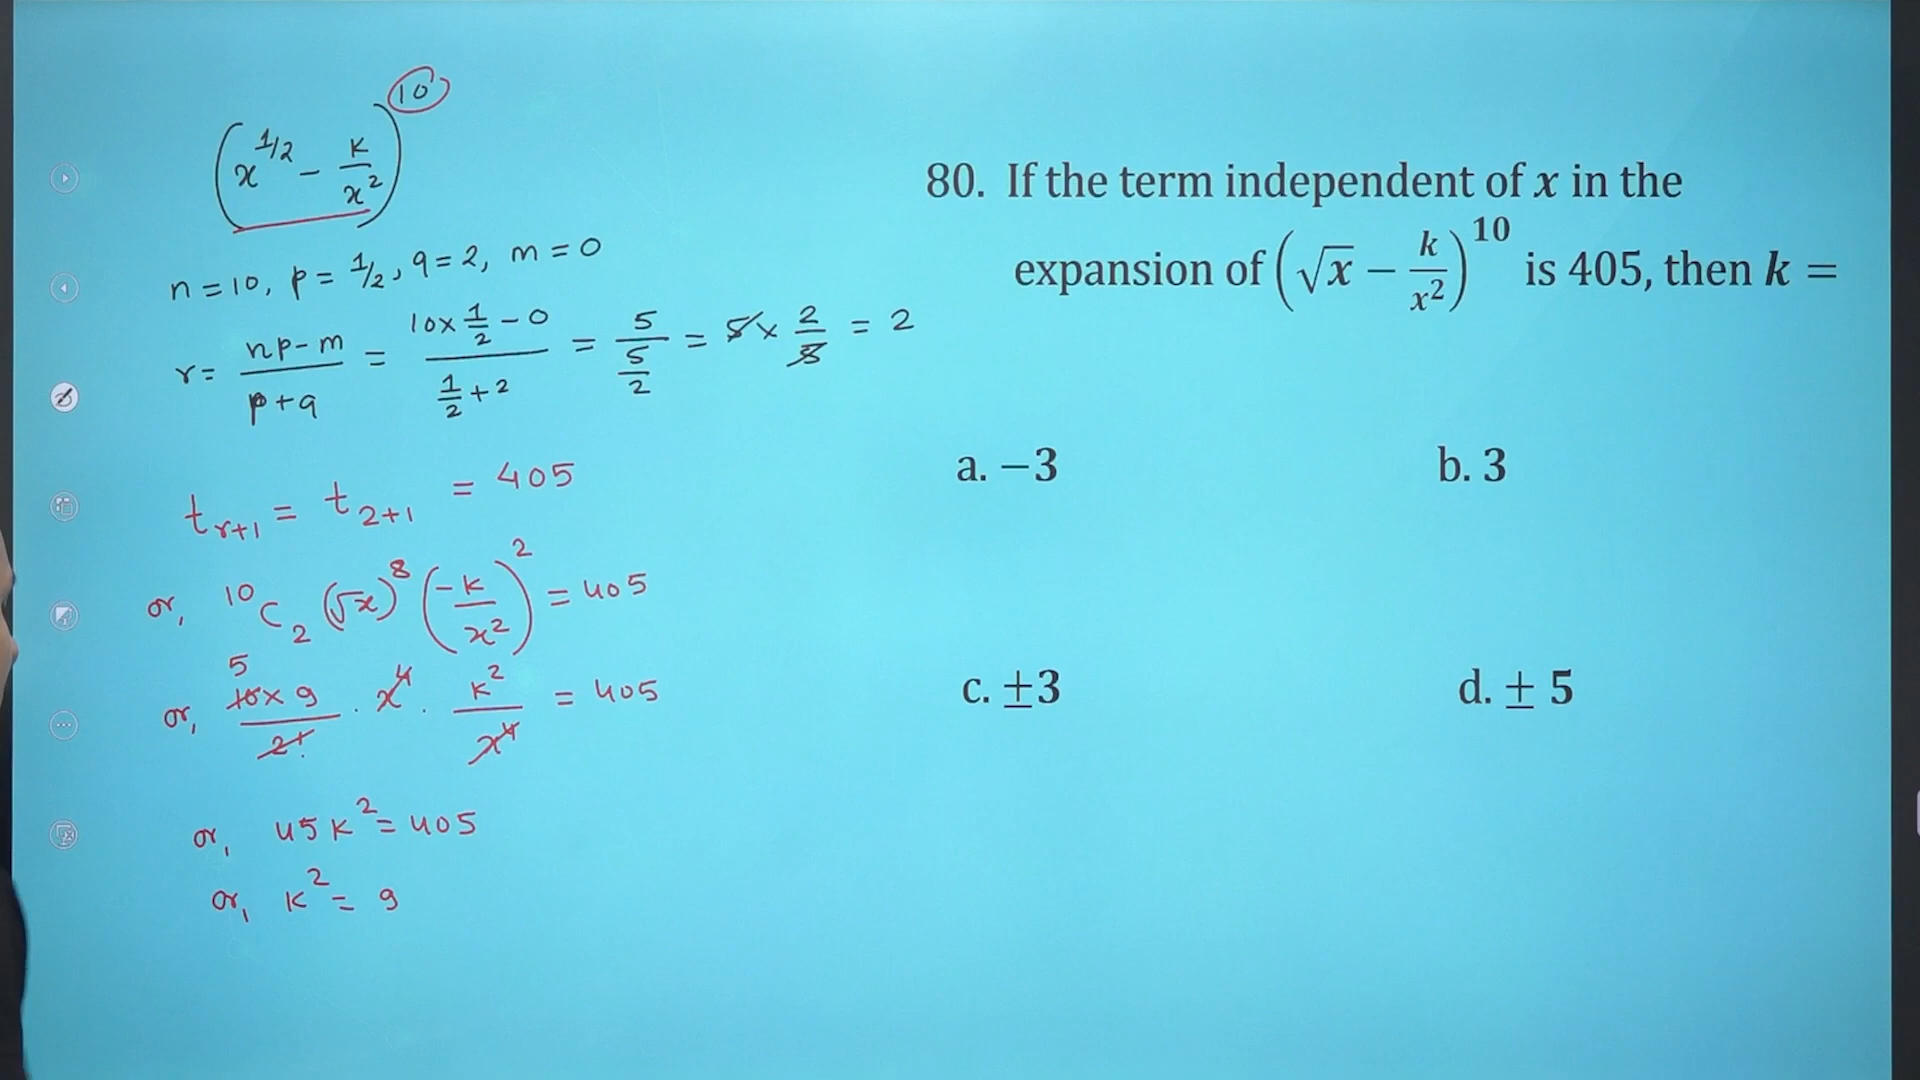 (x^{1/2} - k/x²)^{10}
n = 10, p = 1/2, q = 2, m = 0
r = (np - m)/(p + q) = (10 × 1/2 - 0)/(1/2 + 2) = 5/(5/2) = 5 × 2/5 = 2
t_{r+1} = t_{2+1} = 405
or, ¹⁰C₂ (√x)⁸ (-k/x²)² = 405
or, 5 10 × 9/2! · x⁴ · k²/x⁴ = 405
or, 45k² = 405
or, k² = 9
80. If the term independent of x in the
expansion of (√x − k/x²)^{10} is 405, then k =
a. −3
b. 3
c. ±3
d. ± 5